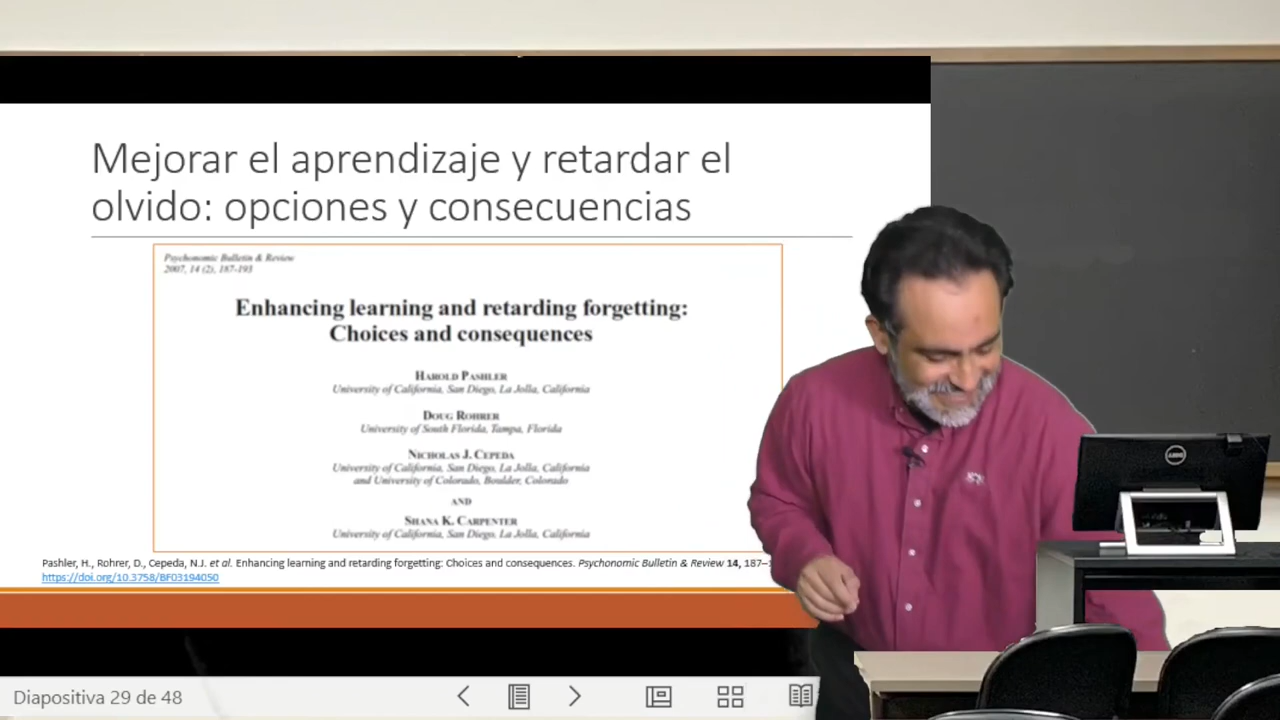 Mejorar el aprendizaje y retardar el
olvido: opciones y consecuencias
Psychonomic Bulletin & Review
2007, 14 (2), 187-193
Enhancing learning and retarding forgetting:
Choices and consequences
HAROLD PASHLER
University of California, San Diego, La Jolla, California
DOUG ROHRER
University of South Florida, Tampa, Florida
NICHOLAS J. CEPEDA
University of California, San Diego, La Jolla, California
and University of Colorado, Boulder, Colorado
AND
SHANA K. CARPENTER
University of California, San Diego, La Jolla, California
Pashler, H., Rohrer, D., Cepeda, N.J. et al. Enhancing learning and retarding forgetting: Choices and consequences. Psychonomic Bulletin & Review 14, 187–
https://doi.org/10.3758/BF03194050
DELL
Diapositiva 29 de 48